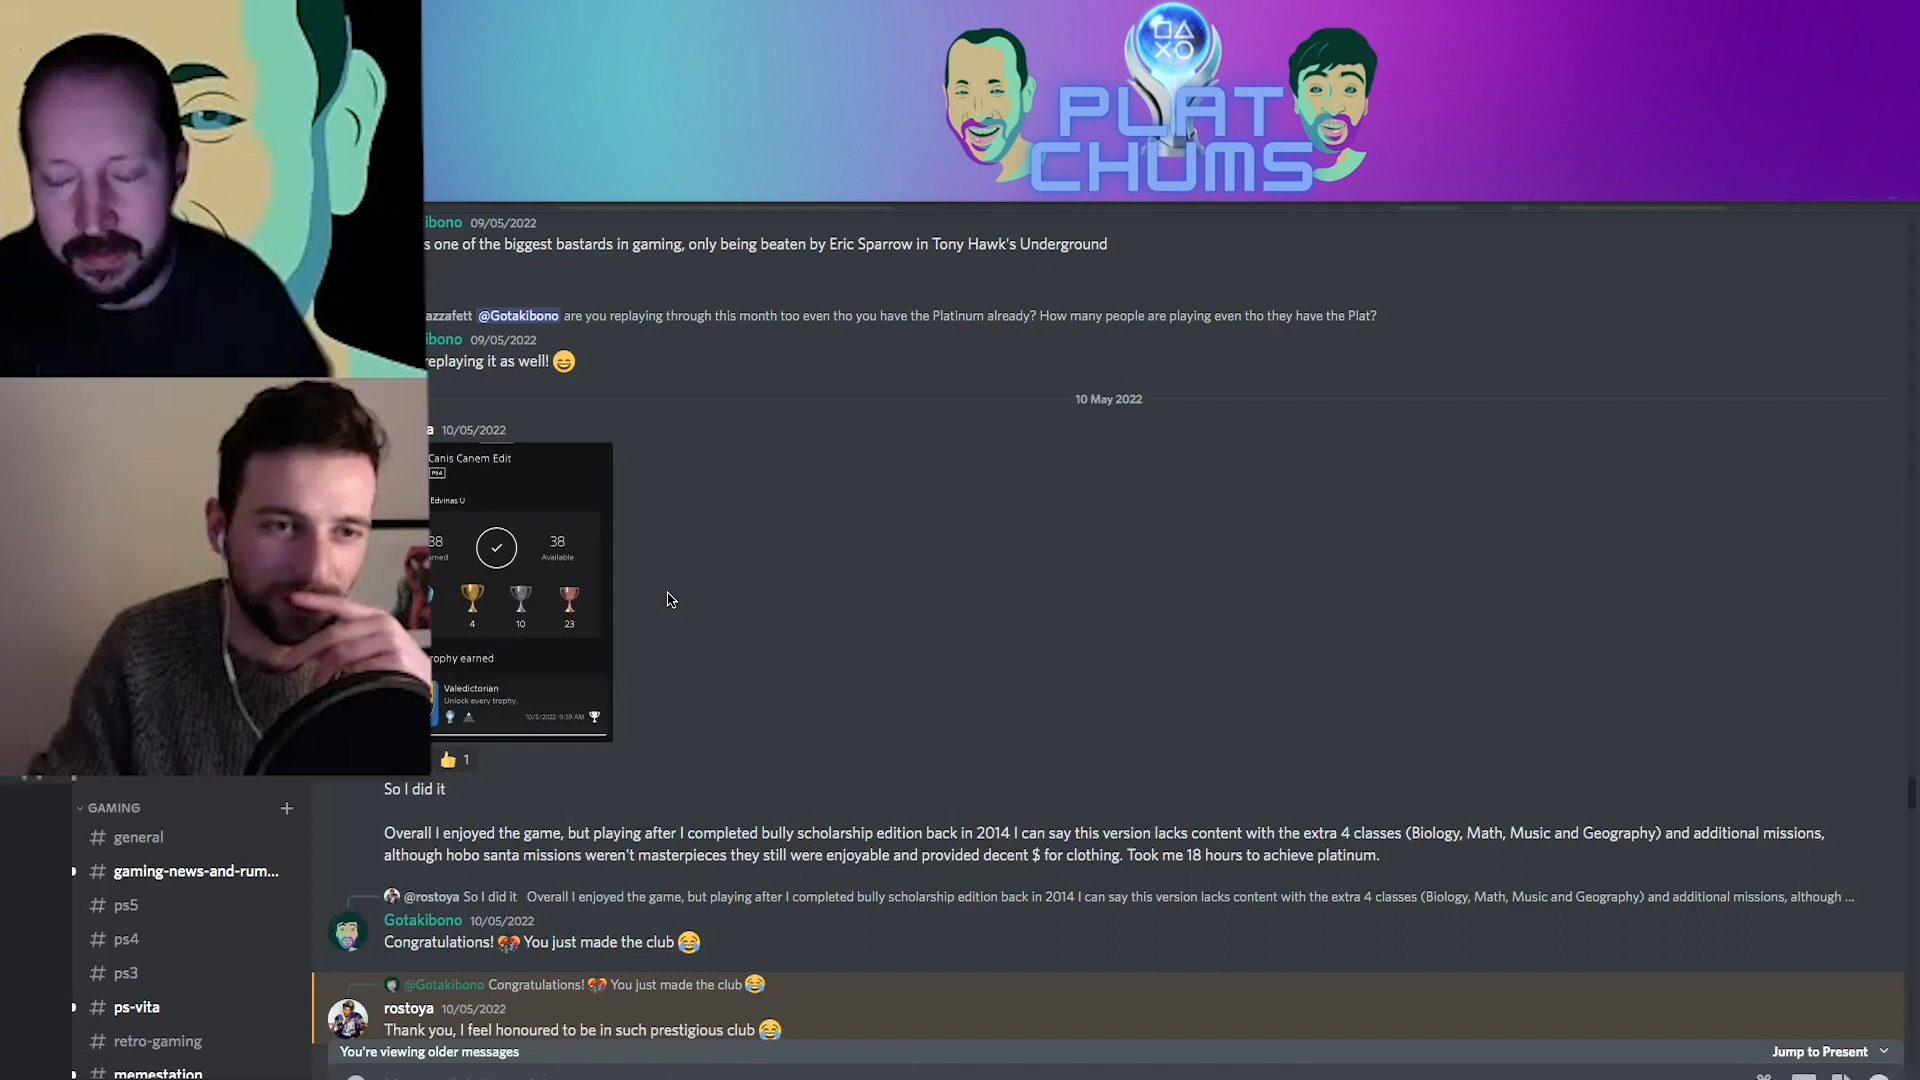 PLAT
CHUMS
ibono 09/05/2022
s one of the biggest bastards in gaming, only being beaten by Eric Sparrow in Tony Hawk's Underground
azzafett @Gotakibono are you replaying through this month too even tho you have the Platinum already? How many people are playing even tho they have the Plat?
ibono 09/05/2022
replaying it as well!
10 May 2022
a 10/05/2022
Canis Canem Edit
PS4
Edvinas U
38 38
rned Available
4 10 23
rophy earned
Valedictorian
Unlock every trophy.
10/5/2022 9:59 AM
1
So I did it
Overall I enjoyed the game, but playing after I completed bully scholarship edition back in 2014 I can say this version lacks content with the extra 4 classes (Biology, Math, Music and Geography) and additional missions,
although hobo santa missions weren't masterpieces they still were enjoyable and provided decent $ for clothing. Took me 18 hours to achieve platinum.
@rostoya So I did it Overall I enjoyed the game, but playing after I completed bully scholarship edition back in 2014 I can say this version lacks content with the extra 4 classes (Biology, Math, Music and Geography) and additional missions, although ...
Gotakibono 10/05/2022
Congratulations! You just made the club
@Gotakibono Congratulations! You just made the club
rostoya 10/05/2022
Thank you, I feel honoured to be in such prestigious club
You're viewing older messages
Jump to Present
GAMING
# general
# gaming-news-and-rum...
# ps5
# ps4
# ps3
# ps-vita
# retro-gaming
# memestation